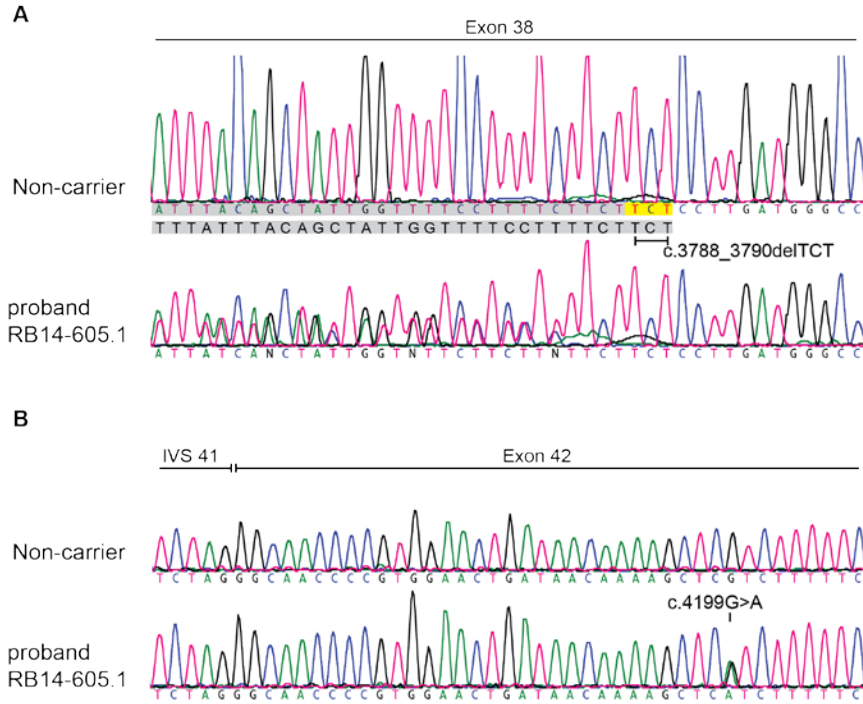 A
Exon 38
Non-carrier
ATTTACAGCTATTGGTTTTCCTTTTCTTCTTCTCCTTGATGGGCC
TTTATTTACAGCTATTGGTTTTCCTTTTCTTCT
c.3788_3790delTCT
proband
RB14-605.1
ATTATCANCTATTGGTNTTCTTCTTNTTCTTCTCCTTGATGGGCC
B
IVS 41 Exon 42
Non-carrier
TCTAGGGCAACCCCGTGGAACTGATAACAAAAGCTCGTCTTTTTC
c.4199G>A
proband
RB14-605.1
TCTAGGGCAACCCCGTGGAACTGATAACAAAAGCTCATCTTTTTC